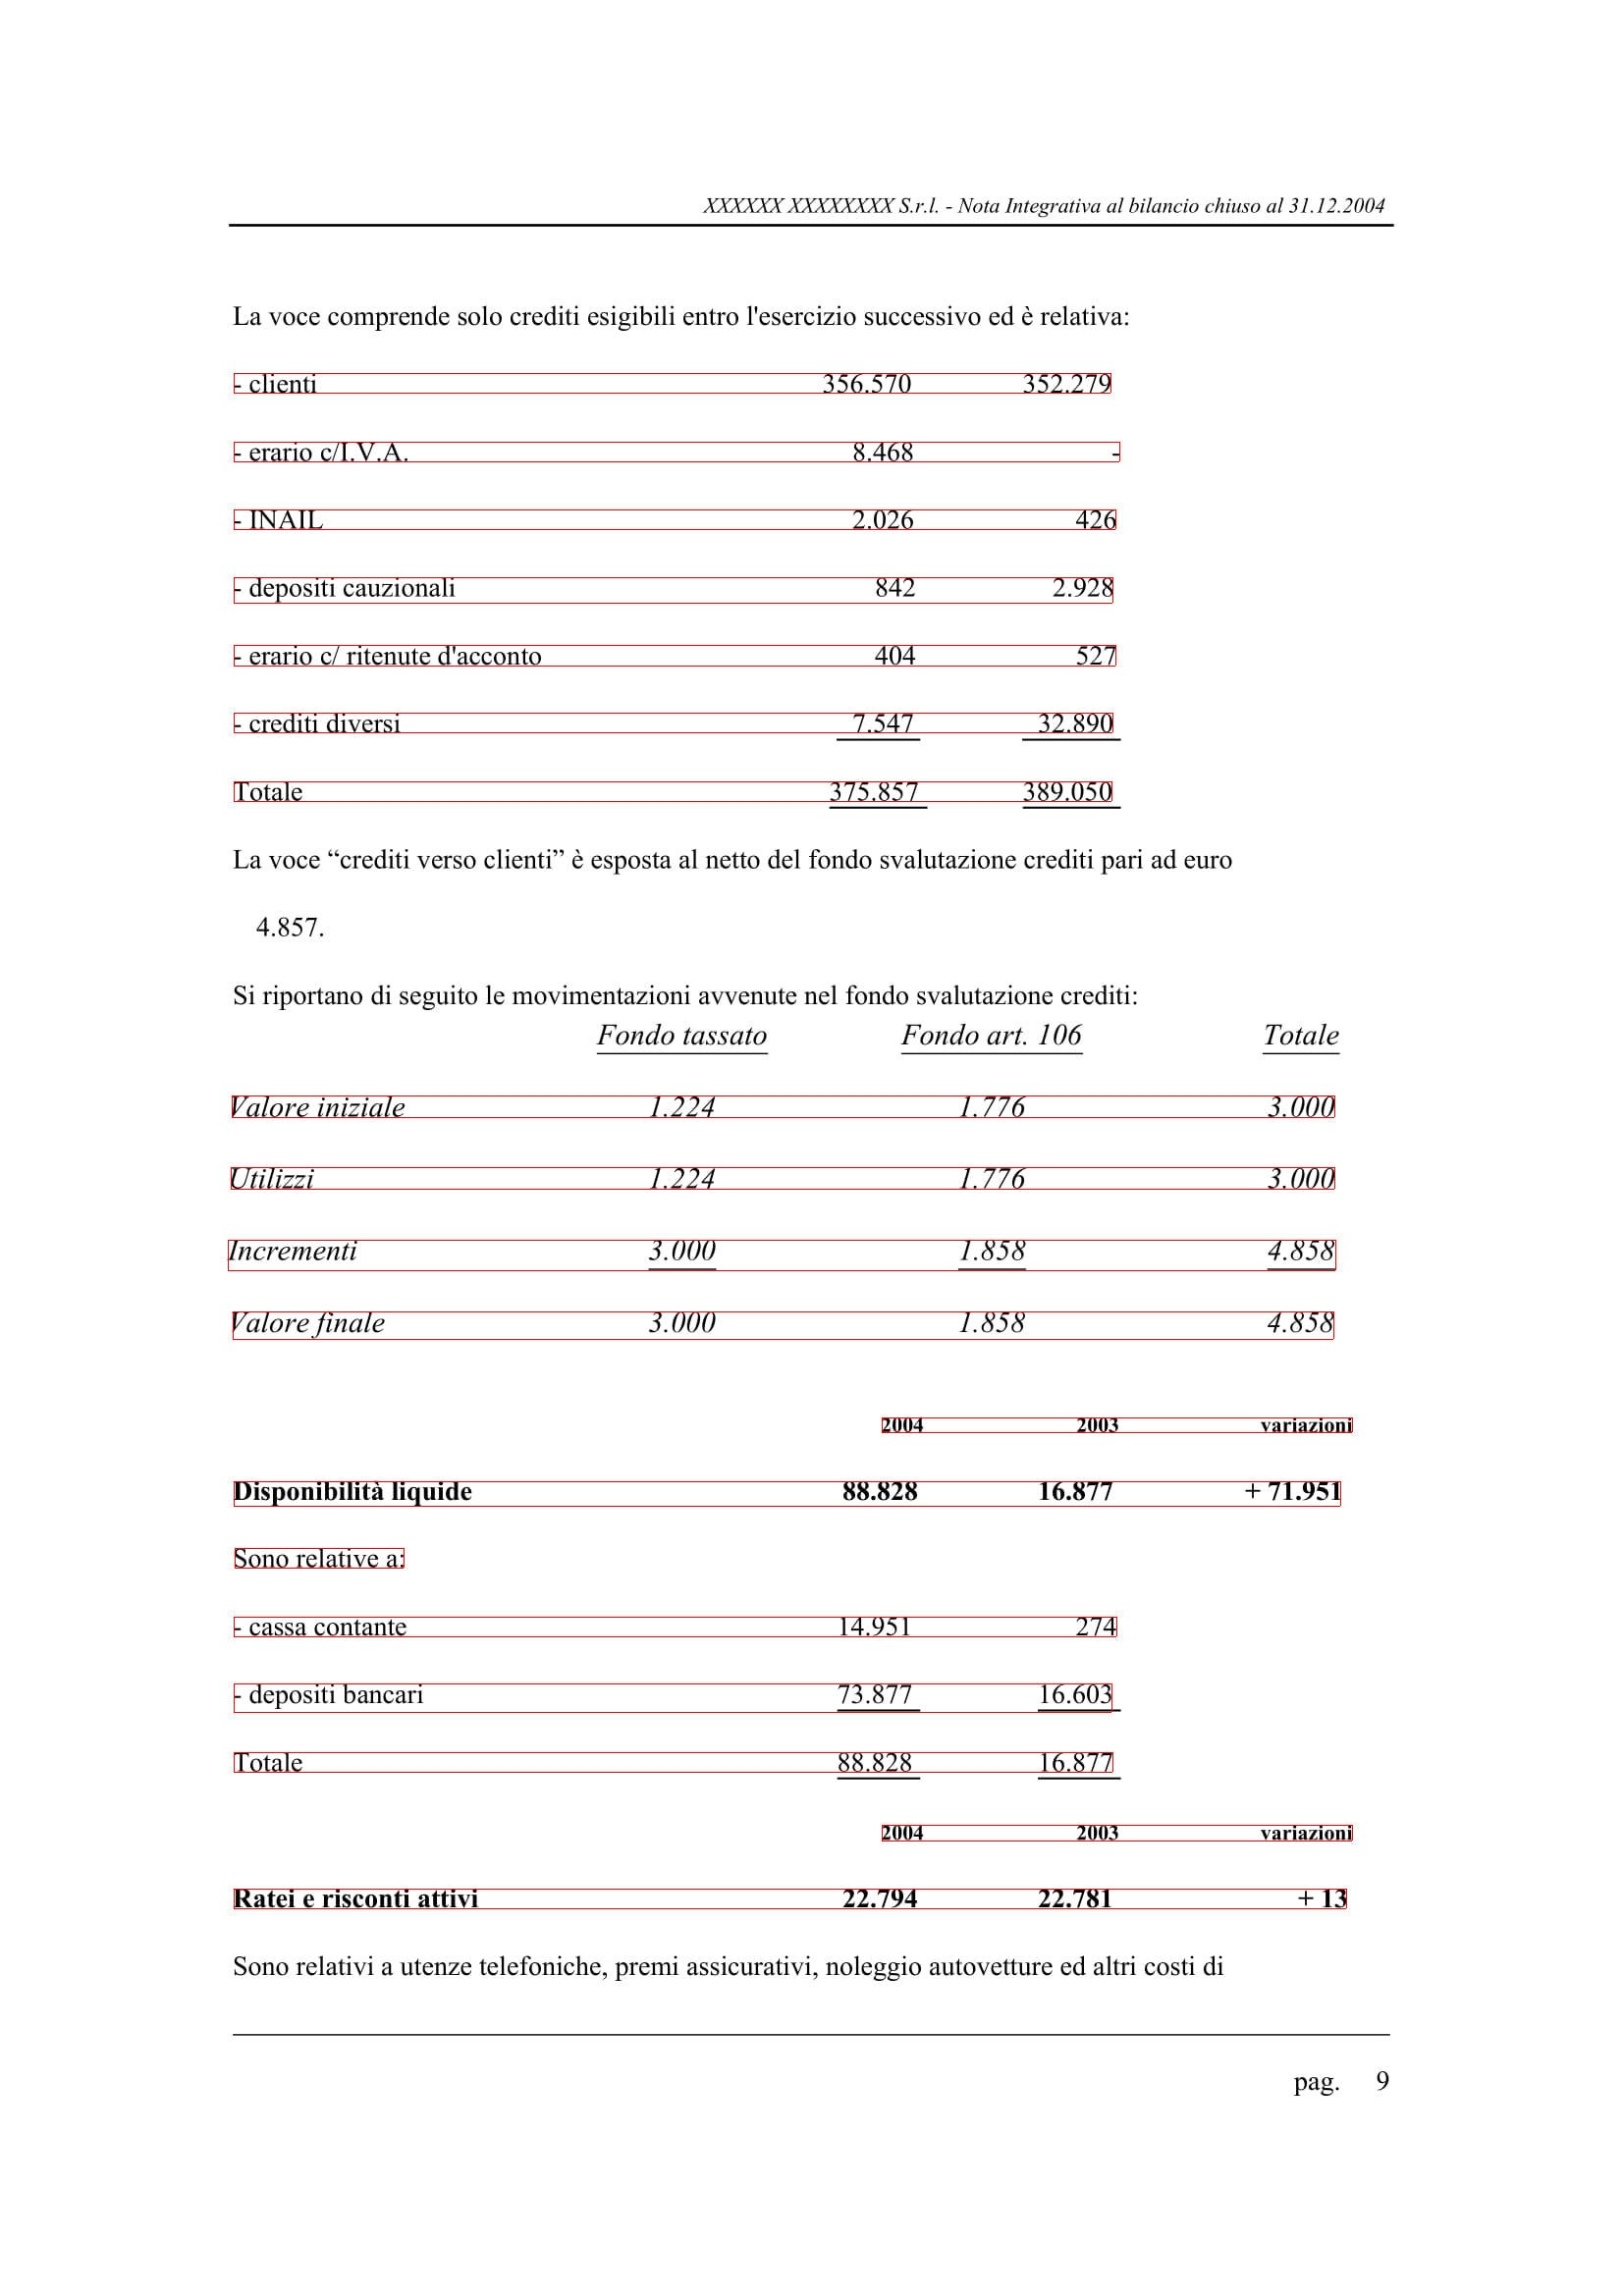 XXXXXX XXXXXXXX S.r.l. - Nota Integrativa al bilancio chiuso al 31.12.2004
La voce comprende solo crediti esigibili entro l'esercizio successivo ed è relativa:
- clienti 356.570 352.279
- erario c/I.V.A. 8.468 -
- INAIL 2.026 426
- depositi cauzionali 842 2.928
- erario c/ ritenute d'acconto 404 527
- crediti diversi 7.547 32.890
Totale 375.857 389.050
La voce “crediti verso clienti” è esposta al netto del fondo svalutazione crediti pari ad euro
4.857.
Si riportano di seguito le movimentazioni avvenute nel fondo svalutazione crediti:
Fondo tassato Fondo art. 106 Totale
Valore iniziale 1.224 1.776 3.000
Utilizzi 1.224 1.776 3.000
Incrementi 3.000 1.858 4.858
Valore finale 3.000 1.858 4.858
2004 2003 variazioni
Disponibilità liquide 88.828 16.877 + 71.951
Sono relative a:
- cassa contante 14.951 274
- depositi bancari 73.877 16.603
Totale 88.828 16.877
2004 2003 variazioni
Ratei e risconti attivi 22.794 22.781 + 13
Sono relativi a utenze telefoniche, premi assicurativi, noleggio autovetture ed altri costi di
pag. 9